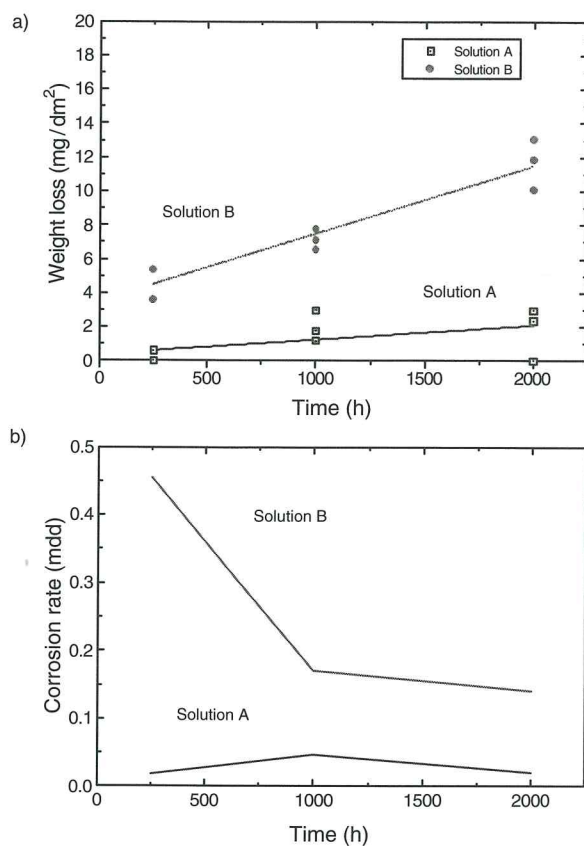 a)
20
18
16
14
12
10
8
6
4
2
0
Weight loss (mg/dm²)
Solution A
Solution B
Solution B
Solution A
0
500
1000
1500
2000
Time (h)
b)
0.5
0.4
0.3
0.2
0.1
0.0
Corrosion rate (mdd)
Solution B
Solution A
0
500
1000
1500
2000
Time (h)